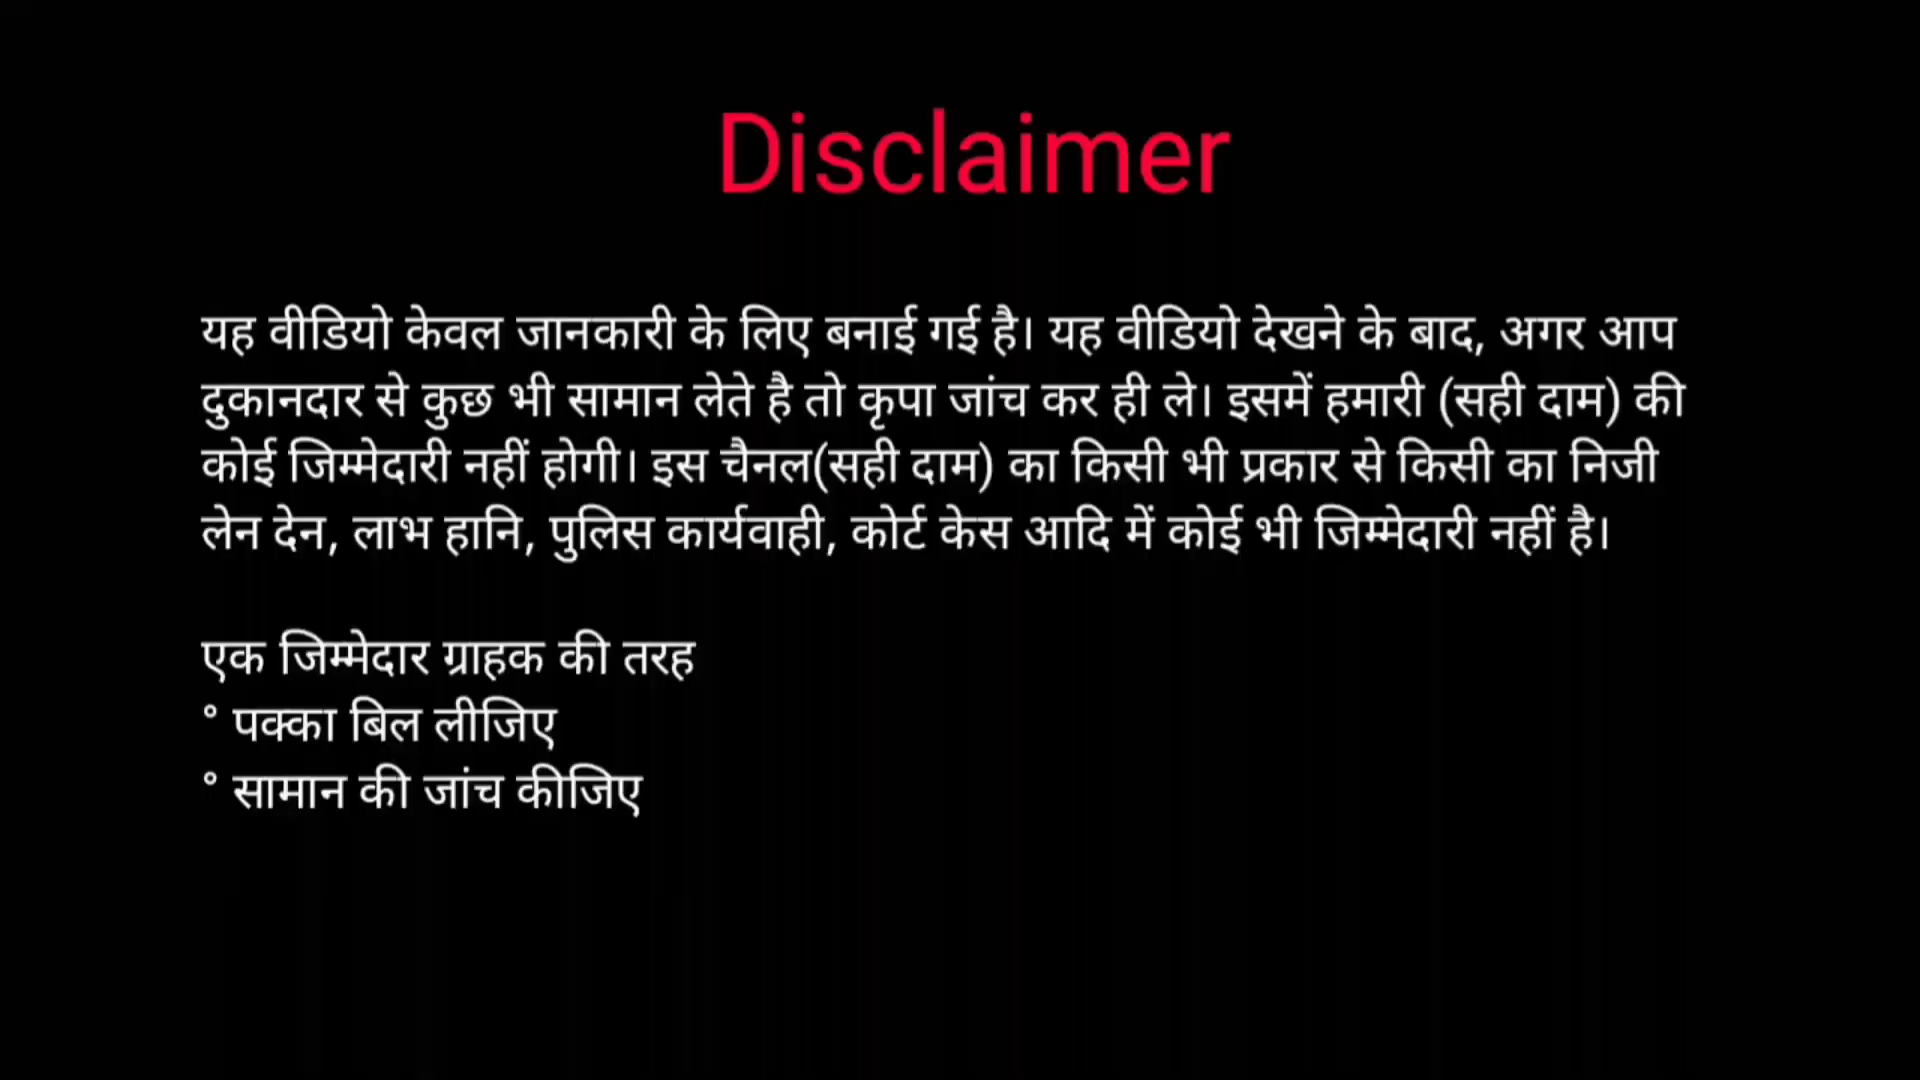 Disclaimer
यह वीडियो केवल जानकारी के लिए बनाई गई है। यह वीडियो देखने के बाद, अगर आप
दुकानदार से कुछ भी सामान लेते है तो कृपा जांच कर ही ले। इसमें हमारी (सही दाम) की
कोई जिम्मेदारी नहीं होगी। इस चैनल(सही दाम) का किसी भी प्रकार से किसी का निजी
लेन देन, लाभ हानि, पुलिस कार्यवाही, कोर्ट केस आदि में कोई भी जिम्मेदारी नहीं है।
एक जिम्मेदार ग्राहक की तरह
° पक्का बिल लीजिए
° सामान की जांच कीजिए